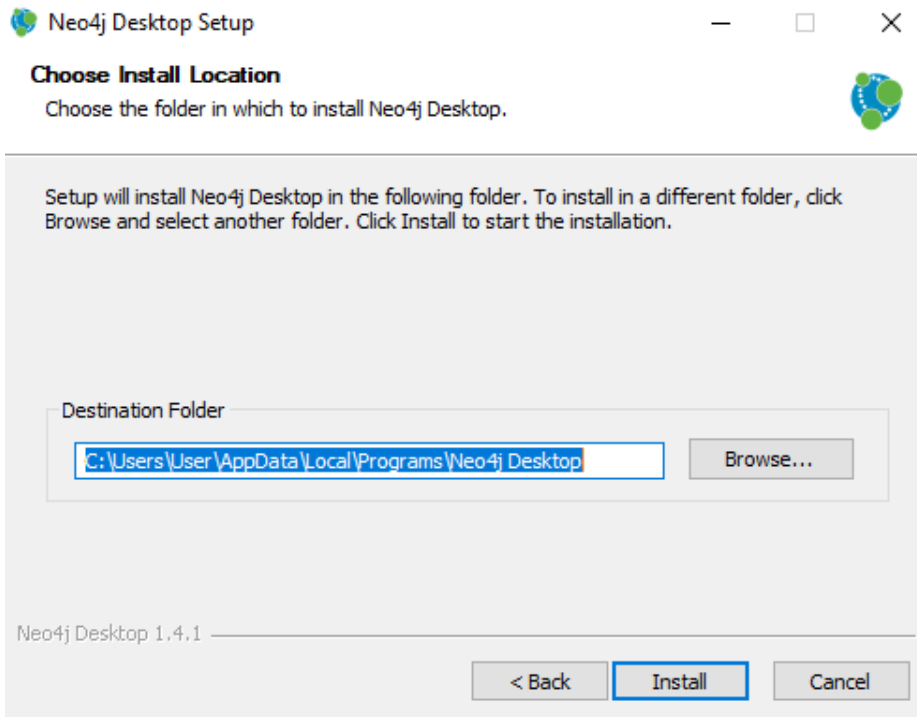 Neo4j Desktop Setup
Choose Install Location
Choose the folder in which to install Neo4j Desktop.
Setup will install Neo4j Desktop in the following folder. To install in a different folder, click
Browse and select another folder. Click Install to start the installation.
Destination Folder
C:\Users\User\AppData\Local\Programs\Neo4j Desktop
Browse...
Neo4j Desktop 1.4.1
< Back
Install
Cancel